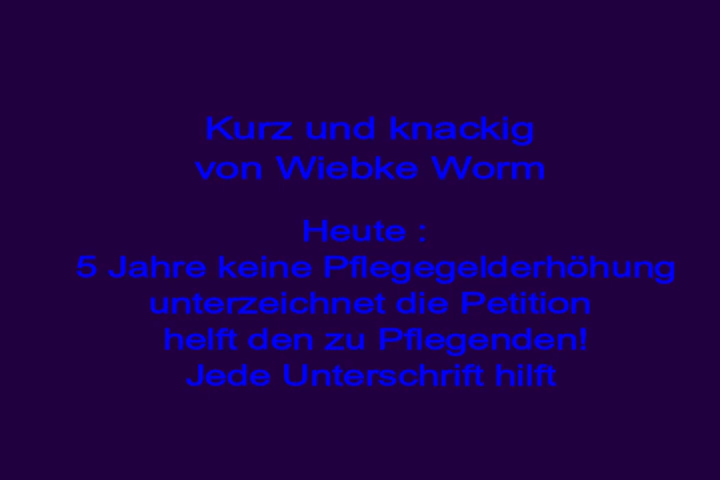 Kurz und knackig
von Wiebke Worm
Heute :
5 Jahre keine Pflegegelderhöhung
unterzeichnet die Petition
helft den zu Pflegenden!
Jede Unterschrift hilft